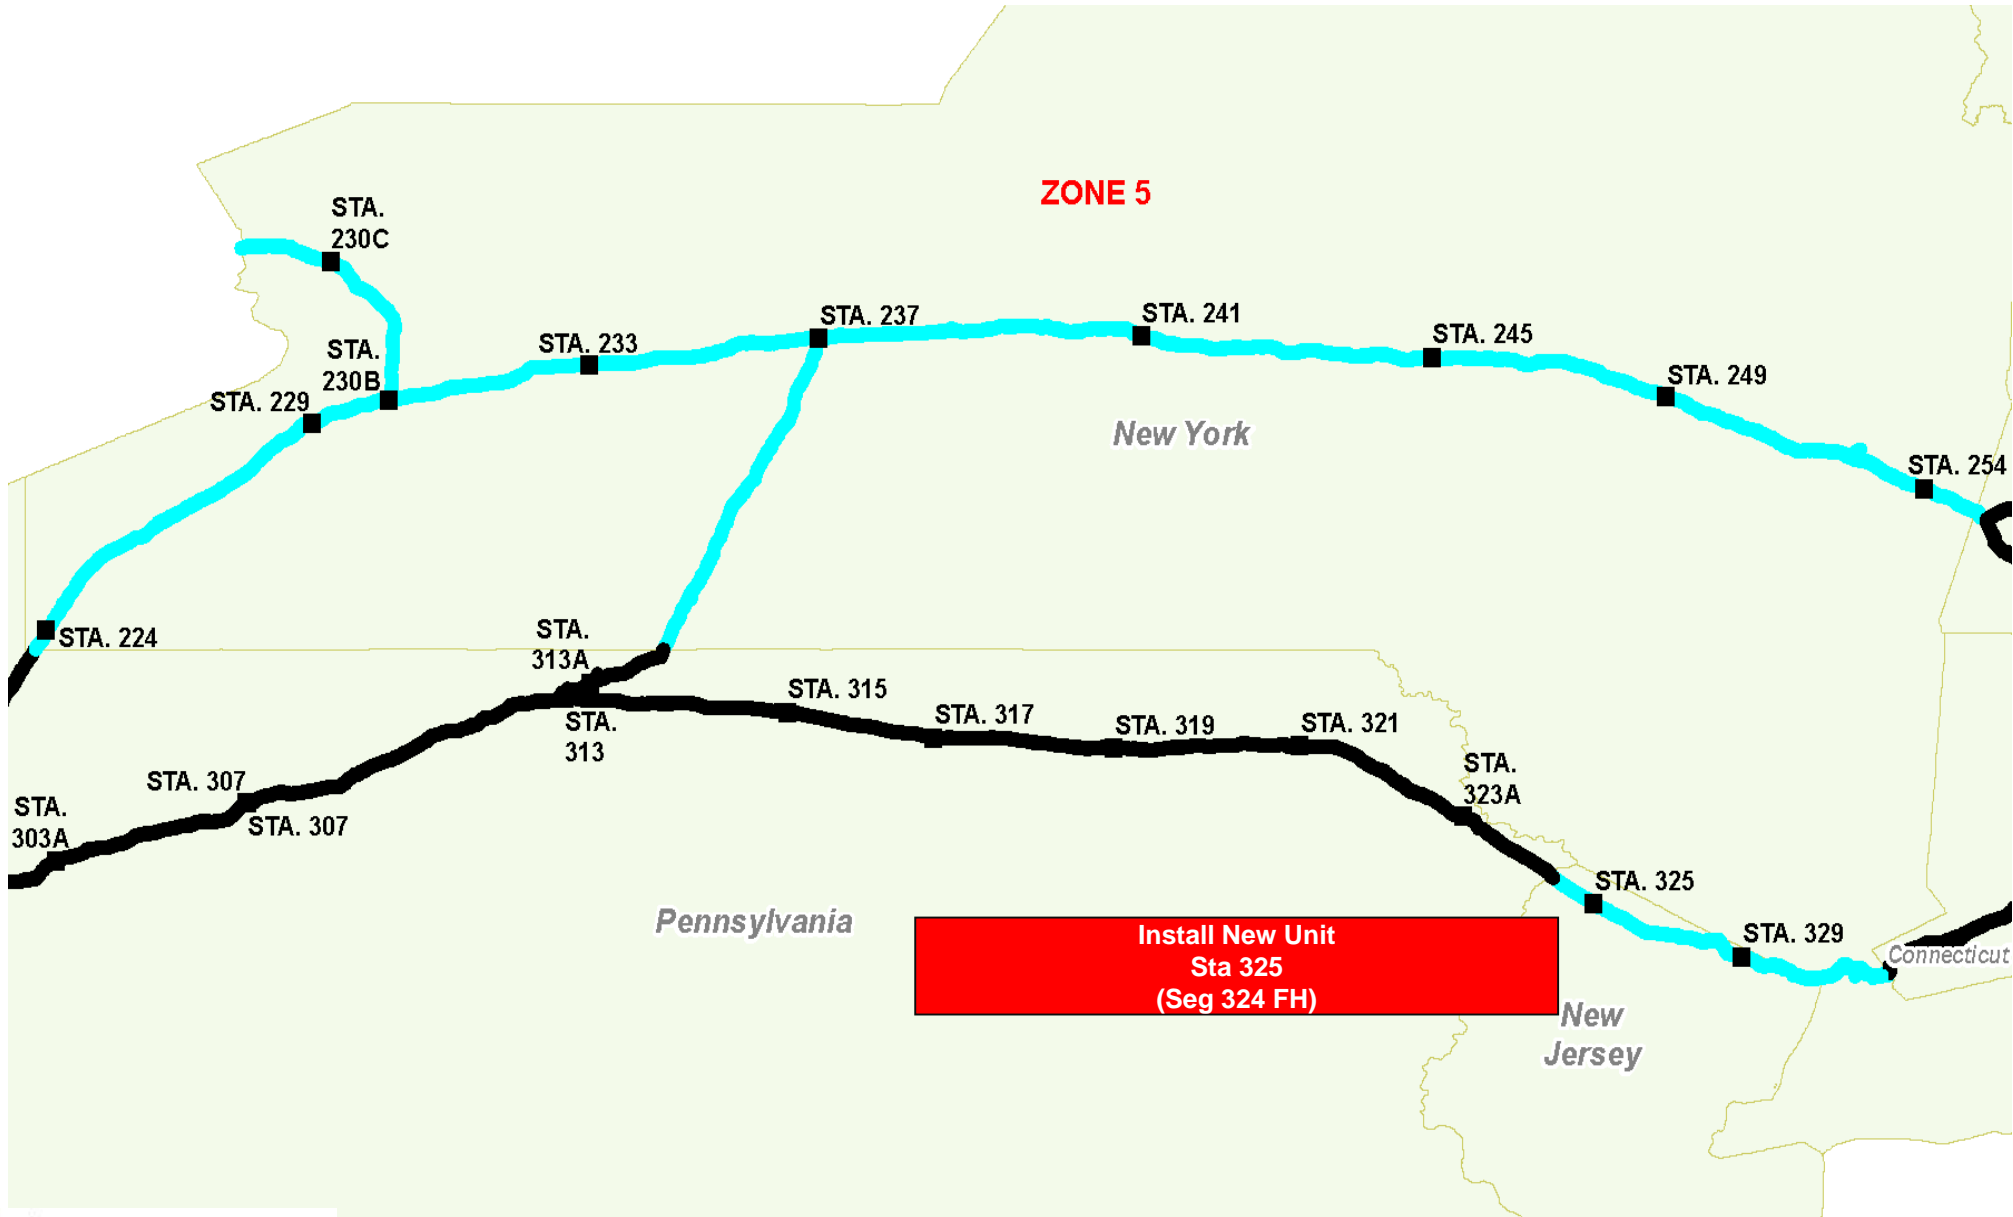 ZONE 5
STA.
230C
STA. 237
STA. 241
STA. 233
STA. 245
STA.
230B
STA. 249
STA. 229
New York
STA. 254
STA. 224
STA.
313A
STA. 315
STA. 317
STA. 319
STA. 321
STA.
313
STA.
323A
STA. 307
STA. 307
STA.
303A
STA. 325
Pennsylvania
Install New Unit
Sta 325
(Seg 324 FH)
STA. 329
Connecticut
New
Jersey